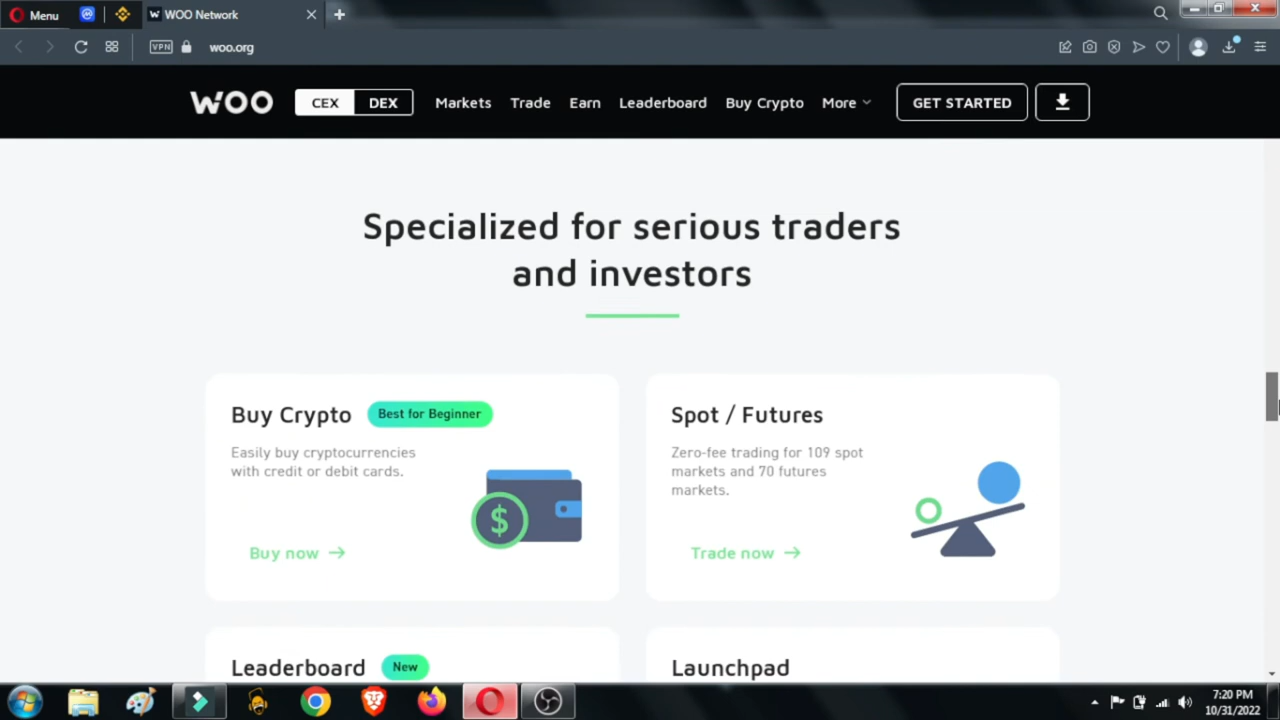 Menu
WOO Network
VPN
woo.org
WOO
CEX DEX Markets Trade Earn Leaderboard Buy Crypto More GET STARTED
Specialized for serious traders
and investors
Buy Crypto Best for Beginner
Easily buy cryptocurrencies
with credit or debit cards.
$
Buy now →
Spot / Futures
Zero-fee trading for 109 spot
markets and 70 futures
markets.
Trade now →
Leaderboard New
Launchpad
7:20 PM
10/31/2022